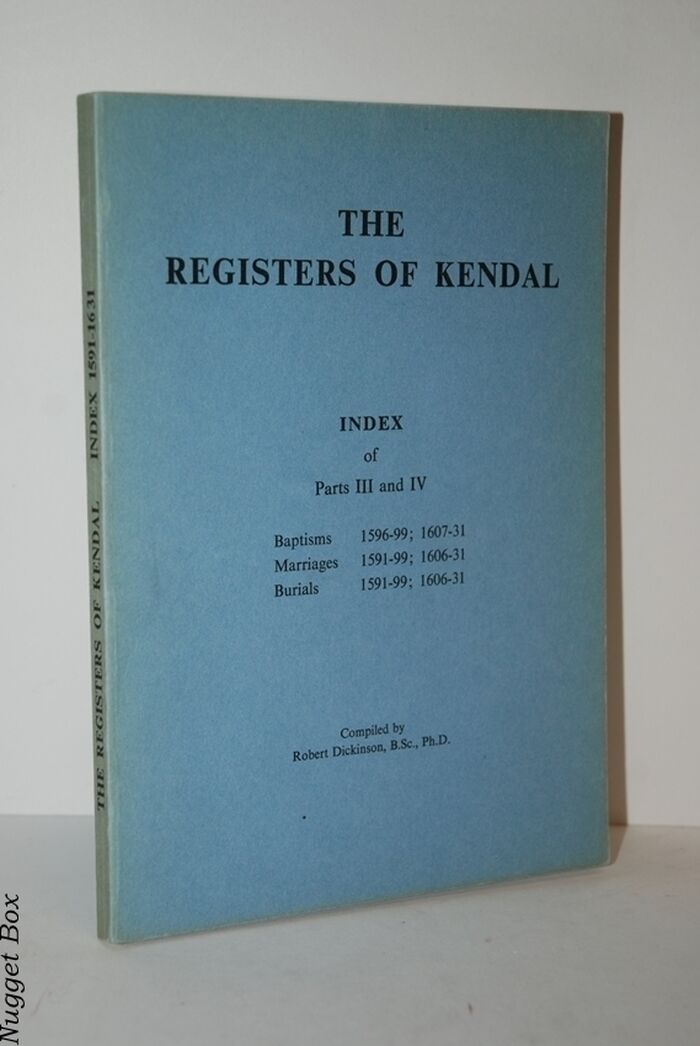 THE
REGISTERS OF KENDAL
INDEX
of
Parts III and IV
Baptisms 1596-99; 1607-31
Marriages 1591-99; 1606-31
Burials 1591-99; 1606-31
Compiled by
Robert Dickinson, B.Sc., Ph.D.
THE REGISTERS OF KENDAL INDEX 1591-1631
Nugget Box